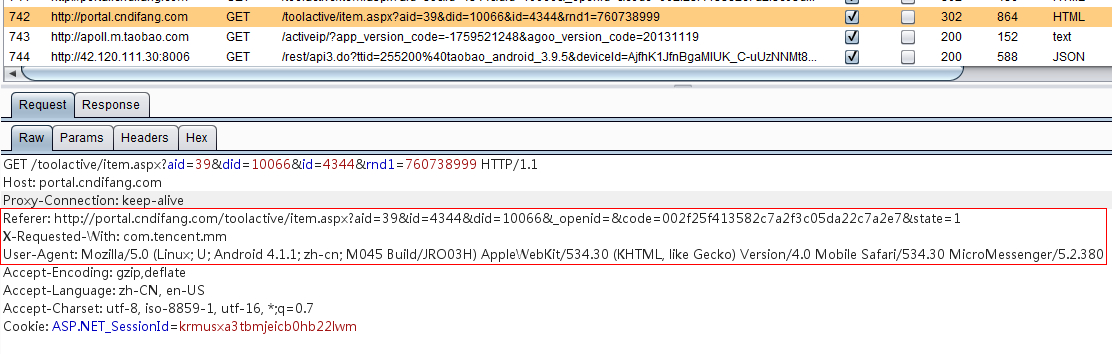 742 http://portal.cndifang.com GET /toolactive/item.aspx?aid=39&did=10066&id=4344&rnd1=760738999 302 864 HTML
743 http://apoll.m.taobao.com GET /activeip/?app_version_code=-1759521248&agoo_version_code=20131119 200 152 text
744 http://42.120.111.30:8006 GET /rest/api3.do?ttid=255200%40taobao_android_3.9.5&deviceId=AjfhK1JfnBgaMlUK_C-uUzNNMt8... 200 588 JSON
Request Response
Raw Params Headers Hex
GET /toolactive/item.aspx?aid=39&did=10066&id=4344&rnd1=760738999 HTTP/1.1
Host: portal.cndifang.com
Proxy-Connection: keep-alive
Referer: http://portal.cndifang.com/toolactive/item.aspx?aid=39&id=4344&did=10066&_openid=&code=002f25f413582c7a2f3c05da22c7a2e7&state=1
X-Requested-With: com.tencent.mm
User-Agent: Mozilla/5.0 (Linux; U; Android 4.1.1; zh-cn; M045 Build/JRO03H) AppleWebKit/534.30 (KHTML, like Gecko) Version/4.0 Mobile Safari/534.30 MicroMessenger/5.2.380
Accept-Encoding: gzip,deflate
Accept-Language: zh-CN, en-US
Accept-Charset: utf-8, iso-8859-1, utf-16, *;q=0.7
Cookie: ASP.NET_SessionId=krmusxa3tbmjeicb0hb22lwm